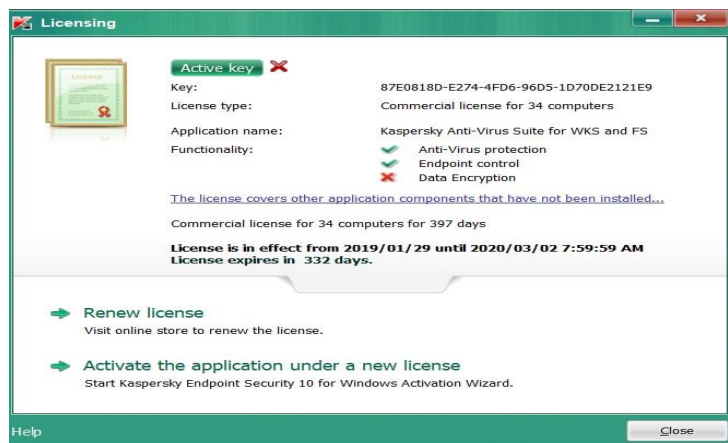 Licensing
License
Active key
Key: 87E0818D-E274-4FD6-96D5-1D70DE2121E9
License type: Commercial license for 34 computers
Application name: Kaspersky Anti-Virus Suite for WKS and FS
Functionality: Anti-Virus protection
Endpoint control
Data Encryption
The license covers other application components that have not been installed...
Commercial license for 34 computers for 397 days
License is in effect from 2019/01/29 until 2020/03/02 7:59:59 AM
License expires in 332 days.
Renew license
Visit online store to renew the license.
Activate the application under a new license
Start Kaspersky Endpoint Security 10 for Windows Activation Wizard.
Help
Close